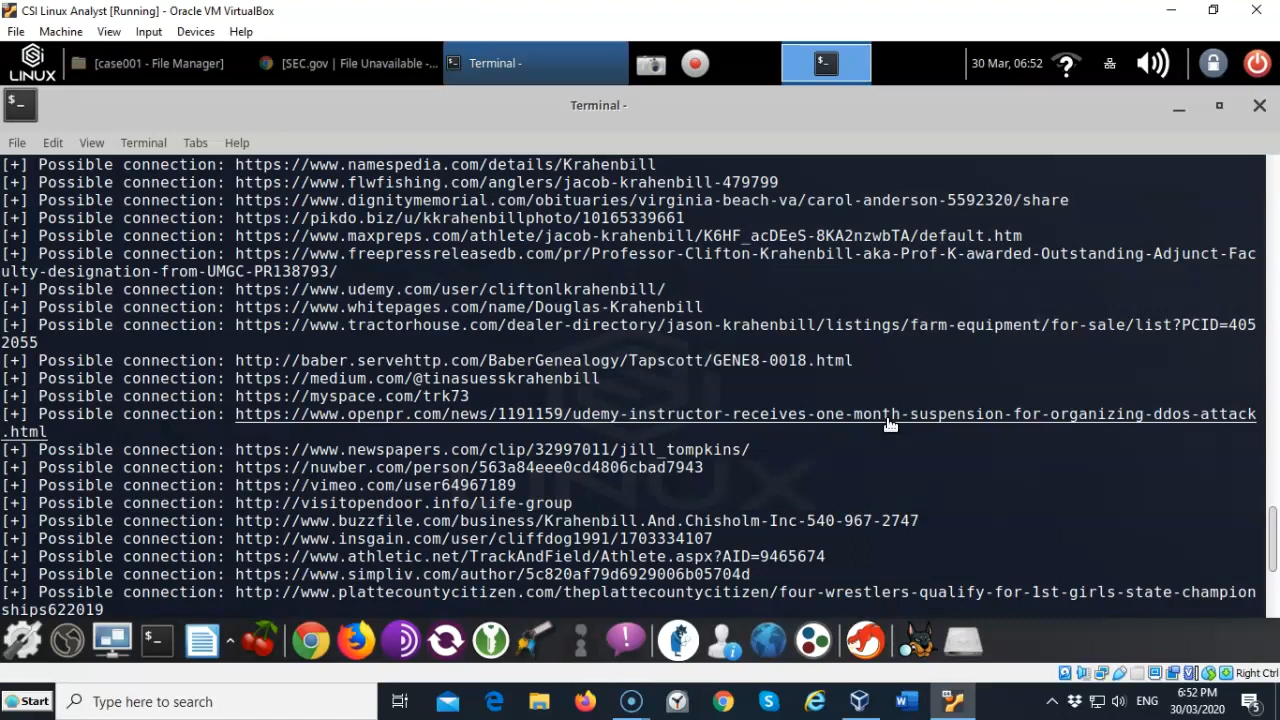 CSI Linux Analyst [Running] - Oracle VM VirtualBox
File Machine View Input Devices Help
SI LINUX
[case001 - File Manager]
[SEC.gov | File Unavailable -...
Terminal -
30 Mar, 06:52
Terminal -
File Edit View Terminal Tabs Help
[+] Possible connection: https://www.namespedia.com/details/Krahenbill
[+] Possible connection: https://www.flwfishing.com/anglers/jacob-krahenbill-479799
[+] Possible connection: https://www.dignitymemorial.com/obituaries/virginia-beach-va/carol-anderson-5592320/share
[+] Possible connection: https://pikdo.biz/u/kkrahenbillphoto/10165339661
[+] Possible connection: https://www.maxpreps.com/athlete/jacob-krahenbill/K6HF_acDEeS-8KA2nzwbTA/default.htm
[+] Possible connection: https://www.freepressreleasedb.com/pr/Professor-Clifton-Krahenbill-aka-Prof-K-awarded-Outstanding-Adjunct-Fac
ulty-designation-from-UMGC-PR138793/
[+] Possible connection: https://www.udemy.com/user/cliftonlkrahenbill/
[+] Possible connection: https://www.whitepages.com/name/Douglas-Krahenbill
[+] Possible connection: https://www.tractorhouse.com/dealer-directory/jason-krahenbill/listings/farm-equipment/for-sale/list?PCID=405
2055
[+] Possible connection: http://baber.servehttp.com/BaberGenealogy/Tapscott/GENE8-0018.html
[+] Possible connection: https://medium.com/@tinasuesskrahenbill
[+] Possible connection: https://myspace.com/trk73
[+] Possible connection: https://www.openpr.com/news/1191159/udemy-instructor-receives-one-month-suspension-for-organizing-ddos-attack
.html
[+] Possible connection: https://www.newspapers.com/clip/32997011/jill_tompkins/
[+] Possible connection: https://nuwber.com/person/563a84eee0cd4806cbad7943
[+] Possible connection: https://vimeo.com/user64967189
[+] Possible connection: http://visitopendoor.info/life-group
[+] Possible connection: http://www.buzzfile.com/business/Krahenbill.And.Chisholm-Inc-540-967-2747
[+] Possible connection: http://www.insgain.com/user/cliffdog1991/1703334107
[+] Possible connection: https://www.athletic.net/TrackAndField/Athlete.aspx?AID=9465674
[+] Possible connection: https://www.simpliv.com/author/5c820af79d6929006b05704d
[+] Possible connection: http://www.plattecountycitizen.com/theplattecountycitizen/four-wrestlers-qualify-for-1st-girls-state-champion
ships622019
Right Ctrl
Start
Type here to search
ENG
6:52 PM
30/03/2020
5